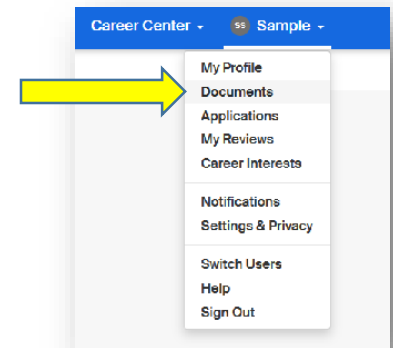 Career Center
SS Sample
My Profile
Documents
Applications
My Reviews
Career Interests
Notifications
Settings & Privacy
Switch Users
Help
Sign Out